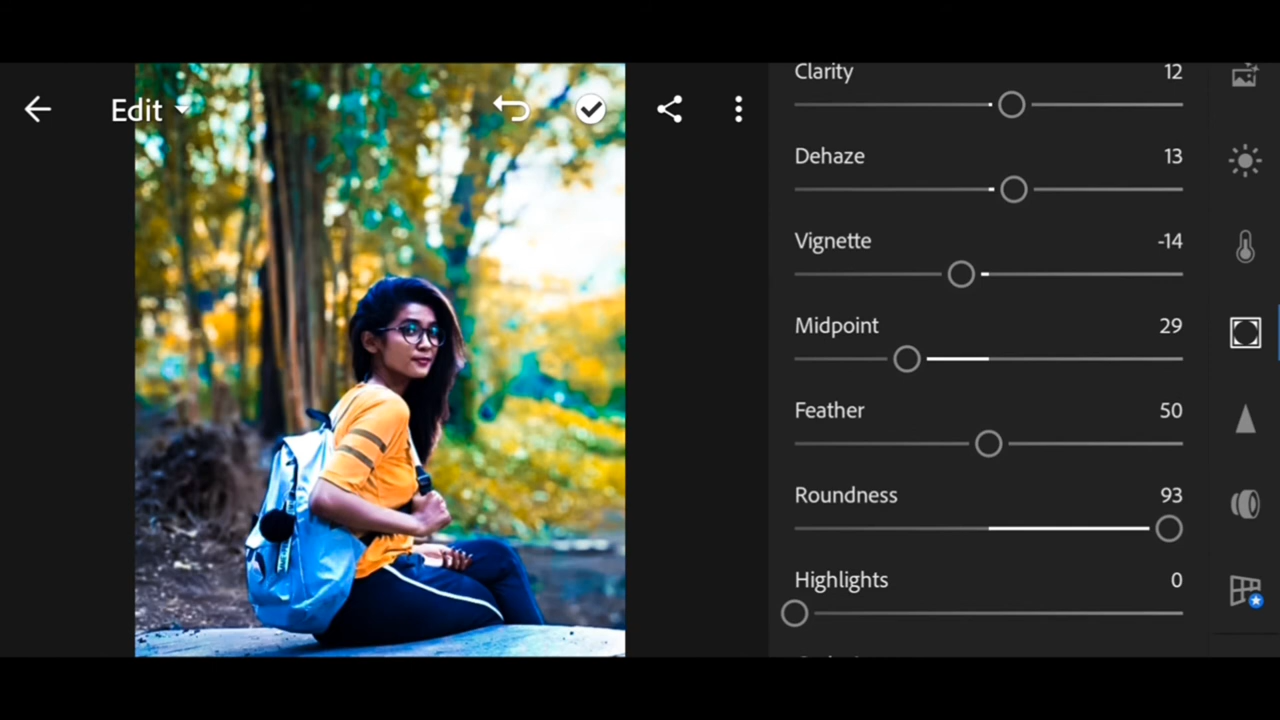 Edit
Clarity 12
Dehaze 13
Vignette -14
Midpoint 29
Feather 50
Roundness 93
Highlights 0